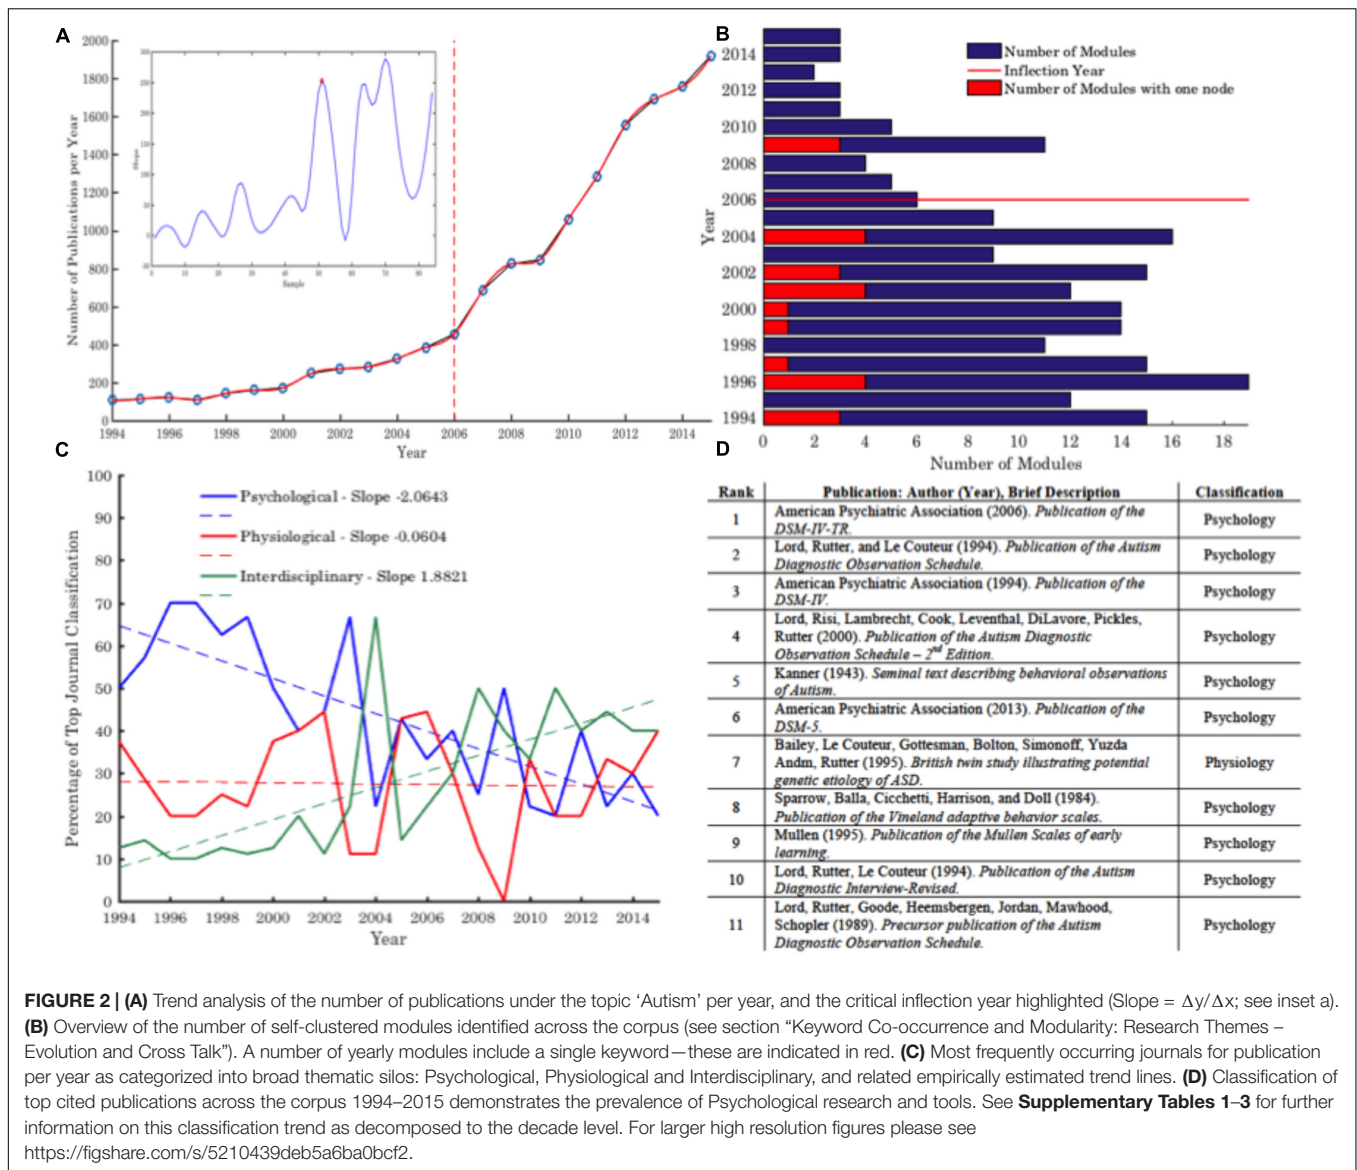 A
2000
1800
1600
1400
1200
1000
800
600
400
200
0
Number of Publications per Year
1994 1996 1998 2000 2002 2004 2006 2008 2010 2012 2014
Year
300
250
200
150
100
50
0
-50
Slope
0 10 20 30 40 50 60 70 80
Sample
B
2014
2012
2010
2008
2006
2004
2002
2000
1998
1996
1994
Year
Number of Modules
Inflection Year
Number of Modules with one node
0 2 4 6 8 10 12 14 16 18
Number of Modules
C
100
90
80
70
60
50
40
30
20
10
0
Percentage of Top Journal Classification
Psychological - Slope -2.0643
Physiological - Slope -0.0604
Interdisciplinary - Slope 1.8821
1994 1996 1998 2000 2002 2004 2006 2008 2010 2012 2014
Year
D
Rank Publication: Author (Year), Brief Description Classification
1 American Psychiatric Association (2006). Publication of the DSM-IV-TR. Psychology
2 Lord, Rutter, and Le Couteur (1994). Publication of the Autism Diagnostic Observation Schedule. Psychology
3 American Psychiatric Association (1994). Publication of the DSM-IV. Psychology
4 Lord, Risi, Lambrecht, Cook, Leventhal, DiLavore, Pickles, Rutter (2000). Publication of the Autism Diagnostic Observation Schedule – 2nd Edition. Psychology
5 Kanner (1943). Seminal text describing behavioral observations of Autism. Psychology
6 American Psychiatric Association (2013). Publication of the DSM-5. Psychology
7 Bailey, Le Couteur, Gottesman, Bolton, Simonoff, Yuzda Andm, Rutter (1995). British twin study illustrating potential genetic etiology of ASD. Physiology
8 Sparrow, Balla, Cicchetti, Harrison, and Doll (1984). Publication of the Vineland adaptive behavior scales. Psychology
9 Mullen (1995). Publication of the Mullen Scales of early learning. Psychology
10 Lord, Rutter, Le Couteur (1994). Publication of the Autism Diagnostic Interview-Revised. Psychology
11 Lord, Rutter, Goode, Heemsbergen, Jordan, Mawhood, Schopler (1989). Precursor publication of the Autism Diagnostic Observation Schedule. Psychology
FIGURE 2 | (A) Trend analysis of the number of publications under the topic 'Autism' per year, and the critical inflection year highlighted (Slope = Δy/Δx; see inset a).
(B) Overview of the number of self-clustered modules identified across the corpus (see section "Keyword Co-occurrence and Modularity: Research Themes –
Evolution and Cross Talk"). A number of yearly modules include a single keyword—these are indicated in red. (C) Most frequently occurring journals for publication
per year as categorized into broad thematic silos: Psychological, Physiological and Interdisciplinary, and related empirically estimated trend lines. (D) Classification of
top cited publications across the corpus 1994–2015 demonstrates the prevalence of Psychological research and tools. See Supplementary Tables 1–3 for further
information on this classification trend as decomposed to the decade level. For larger high resolution figures please see
https://figshare.com/s/5210439deb5a6ba0bcf2.